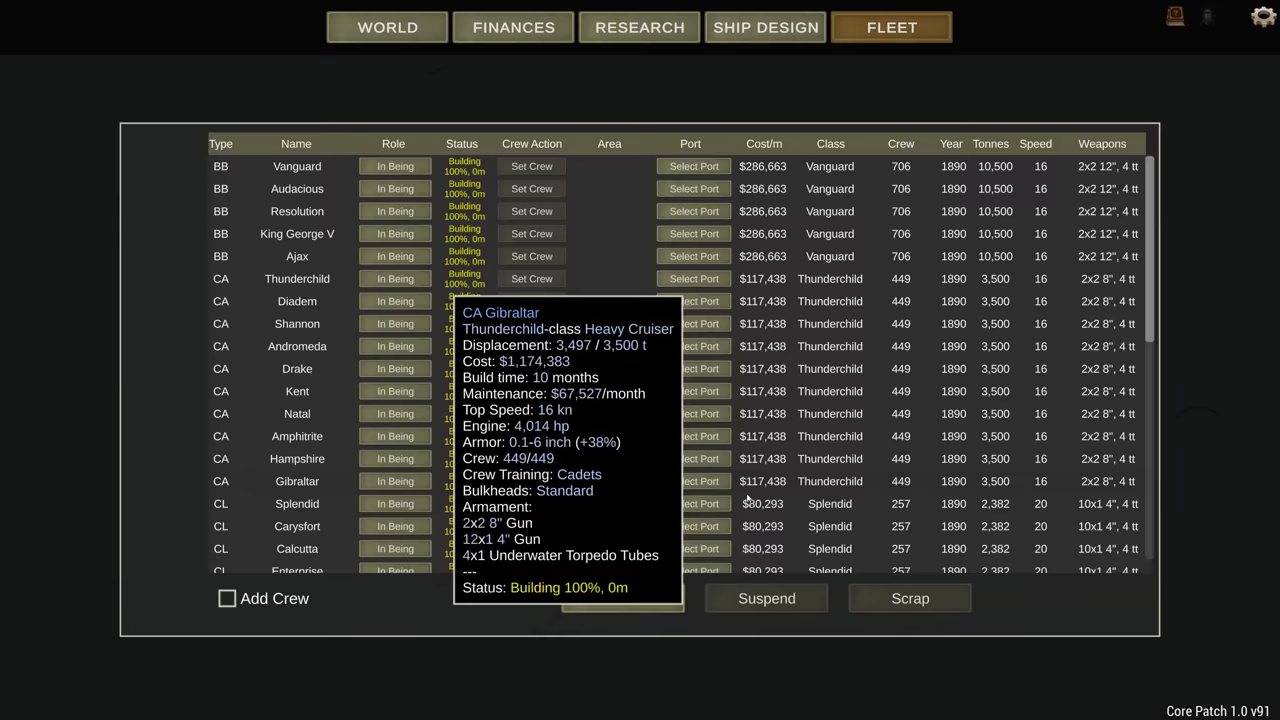 WORLD FINANCES RESEARCH SHIP DESIGN FLEET
Type Name Role Status Crew Action Area Port Cost/m Class Crew Year Tonnes Speed Weapons
BB Vanguard In Being Building 100%, 0m Set Crew Select Port $286,663 Vanguard 706 1890 10,500 16 2x2 12", 4 tt
BB Audacious In Being Building 100%, 0m Set Crew Select Port $286,663 Vanguard 706 1890 10,500 16 2x2 12", 4 tt
BB Resolution In Being Building 100%, 0m Set Crew Select Port $286,663 Vanguard 706 1890 10,500 16 2x2 12", 4 tt
BB King George V In Being Building 100%, 0m Set Crew Select Port $286,663 Vanguard 706 1890 10,500 16 2x2 12", 4 tt
BB Ajax In Being Building 100%, 0m Set Crew Select Port $286,663 Vanguard 706 1890 10,500 16 2x2 12", 4 tt
CA Thunderchild In Being Building 100%, 0m Set Crew Select Port $117,438 Thunderchild 449 1890 3,500 16 2x2 8", 4 tt
CA Diadem In Being $117,438 Thunderchild 449 1890 3,500 16 2x2 8", 4 tt
CA Shannon In Being $117,438 Thunderchild 449 1890 3,500 16 2x2 8", 4 tt
CA Andromeda In Being $117,438 Thunderchild 449 1890 3,500 16 2x2 8", 4 tt
CA Drake In Being $117,438 Thunderchild 449 1890 3,500 16 2x2 8", 4 tt
CA Kent In Being $117,438 Thunderchild 449 1890 3,500 16 2x2 8", 4 tt
CA Natal In Being $117,438 Thunderchild 449 1890 3,500 16 2x2 8", 4 tt
CA Amphitrite In Being $117,438 Thunderchild 449 1890 3,500 16 2x2 8", 4 tt
CA Hampshire In Being $117,438 Thunderchild 449 1890 3,500 16 2x2 8", 4 tt
CA Gibraltar In Being $117,438 Thunderchild 449 1890 3,500 16 2x2 8", 4 tt
CL Splendid In Being $80,293 Splendid 257 1890 2,382 20 10x1 4", 4 tt
CL Carysfort In Being $80,293 Splendid 257 1890 2,382 20 10x1 4", 4 tt
CL Calcutta In Being $80,293 Splendid 257 1890 2,382 20 10x1 4", 4 tt
CL Enterprise In Being $80,293 Splendid 257 1890 2,382 20 10x1 4", 4 tt
CA Gibraltar
Thunderchild-class Heavy Cruiser
Displacement: 3,497 / 3,500 t
Cost: $1,174,383
Build time: 10 months
Maintenance: $67,527/month
Top Speed: 16 kn
Engine: 4,014 hp
Armor: 0.1-6 inch (+38%)
Crew: 449/449
Crew Training: Cadets
Bulkheads: Standard
Armament:
2x2 8" Gun
12x1 4" Gun
4x1 Underwater Torpedo Tubes
---
Status: Building 100%, 0m
Add Crew Suspend Scrap
Core Patch 1.0 v91